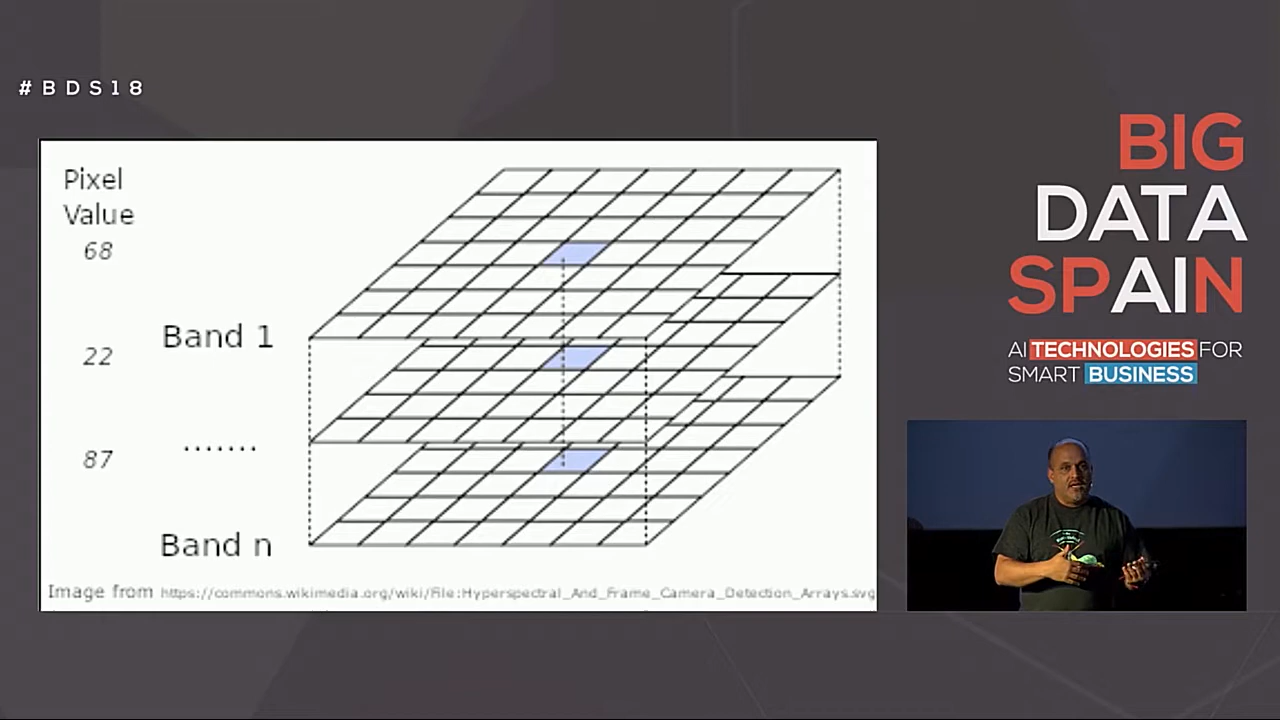 #BDS18
Pixel
Value
68
Band 1
22
.......
87
Band n
Image from https://commons.wikimedia.org/wiki/File:Hyperspectral_And_Frame_Camera_Detection_Arrays.svg
BIG
DATA
SPAIN
AI TECHNOLOGIES FOR
SMART BUSINESS